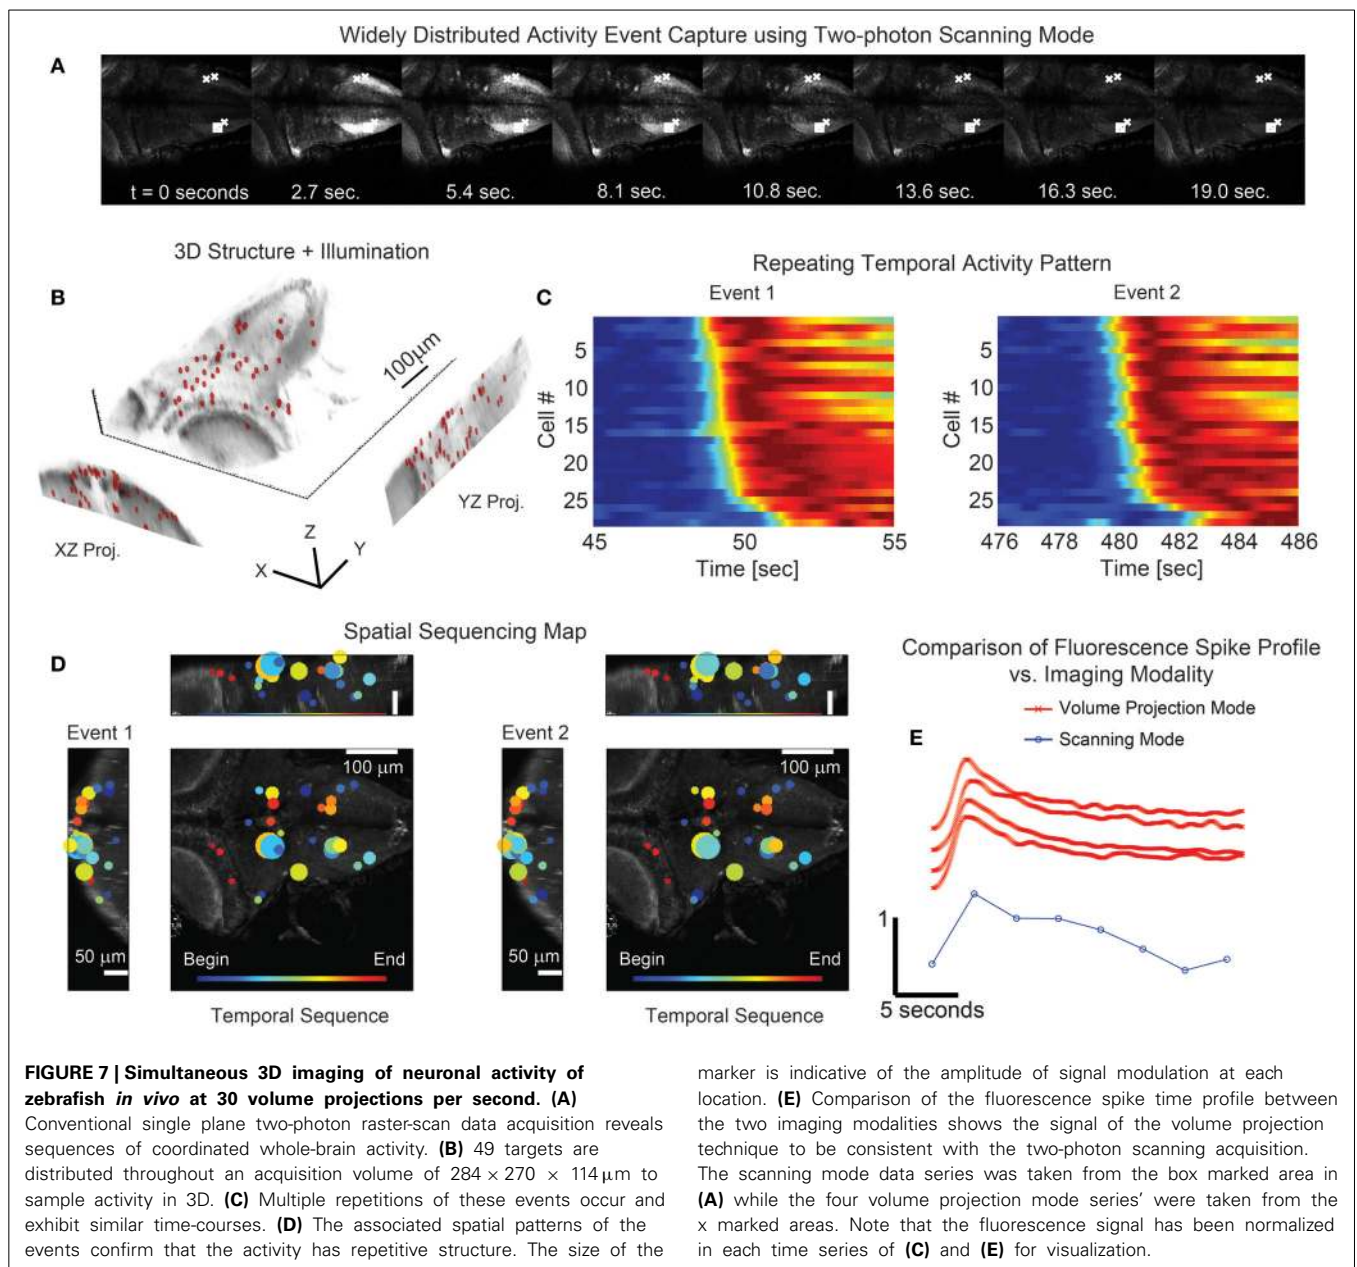 Widely Distributed Activity Event Capture using Two-photon Scanning Mode
A
t = 0 seconds
2.7 sec.
5.4 sec.
8.1 sec.
10.8 sec.
13.6 sec.
16.3 sec.
19.0 sec.
3D Structure + Illumination
B
100μm
YZ Proj.
XZ Proj.
Z
Y
X
Repeating Temporal Activity Pattern
C
Event 1
Cell #
5
10
15
20
25
45
50
55
Time [sec]
Event 2
Cell #
5
10
15
20
25
476
478
480
482
484
486
Time [sec]
Spatial Sequencing Map
D
Event 1
100 μm
50 μm
Begin
End
Temporal Sequence
Event 2
100 μm
50 μm
Begin
End
Temporal Sequence
Comparison of Fluorescence Spike Profile
vs. Imaging Modality
Volume Projection Mode
Scanning Mode
E
1
5 seconds
FIGURE 7 | Simultaneous 3D imaging of neuronal activity of
zebrafish in vivo at 30 volume projections per second. (A)
Conventional single plane two-photon raster-scan data acquisition reveals
sequences of coordinated whole-brain activity. (B) 49 targets are
distributed throughout an acquisition volume of 284 × 270 × 114 μm to
sample activity in 3D. (C) Multiple repetitions of these events occur and
exhibit similar time-courses. (D) The associated spatial patterns of the
events confirm that the activity has repetitive structure. The size of the
marker is indicative of the amplitude of signal modulation at each
location. (E) Comparison of the fluorescence spike time profile between
the two imaging modalities shows the signal of the volume projection
technique to be consistent with the two-photon scanning acquisition.
The scanning mode data series was taken from the box marked area in
(A) while the four volume projection mode series' were taken from the
x marked areas. Note that the fluorescence signal has been normalized
in each time series of (C) and (E) for visualization.